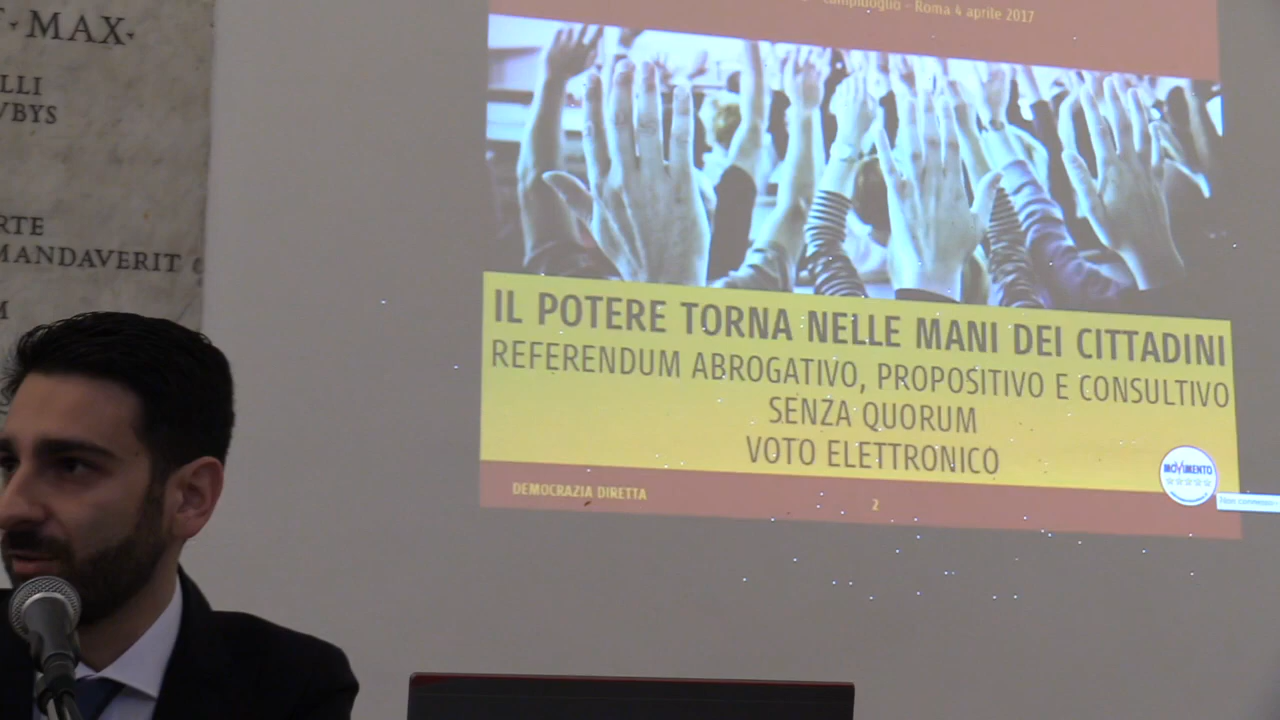 T·MAX·
LLI
VBYS
RTE
MANDAVERIT
M
Campidoglio - Roma 4 aprile 2017
IL POTERE TORNA NELLE MANI DEI CITTADINI
REFERENDUM ABROGATIVO, PROPOSITIVO E CONSULTIVO
SENZA QUORUM
VOTO ELETTRONICO
MOVIMENTO
DEMOCRAZIA DIRETTA
2